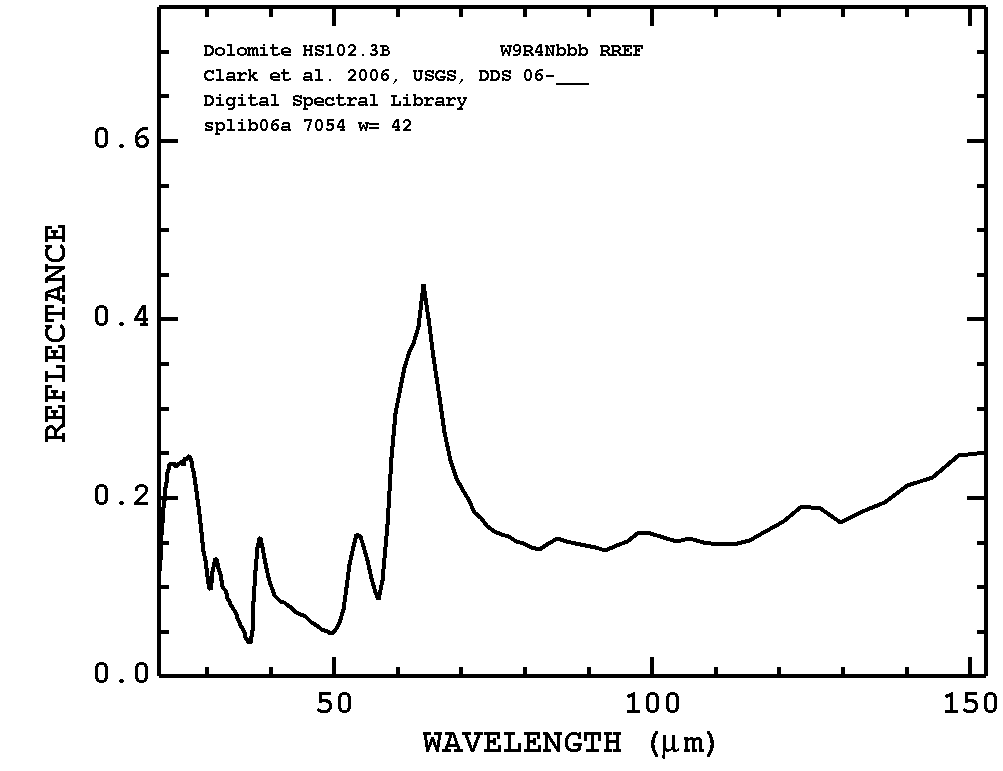 Dolomite HS102.3B W9R4Nbbb RREF
Clark et al. 2006, USGS, DDS 06-___
Digital Spectral Library
splib06a 7054 w= 42
0.6
0.4
0.2
0.0
REFLECTANCE
50 100 150
WAVELENGTH (μm)